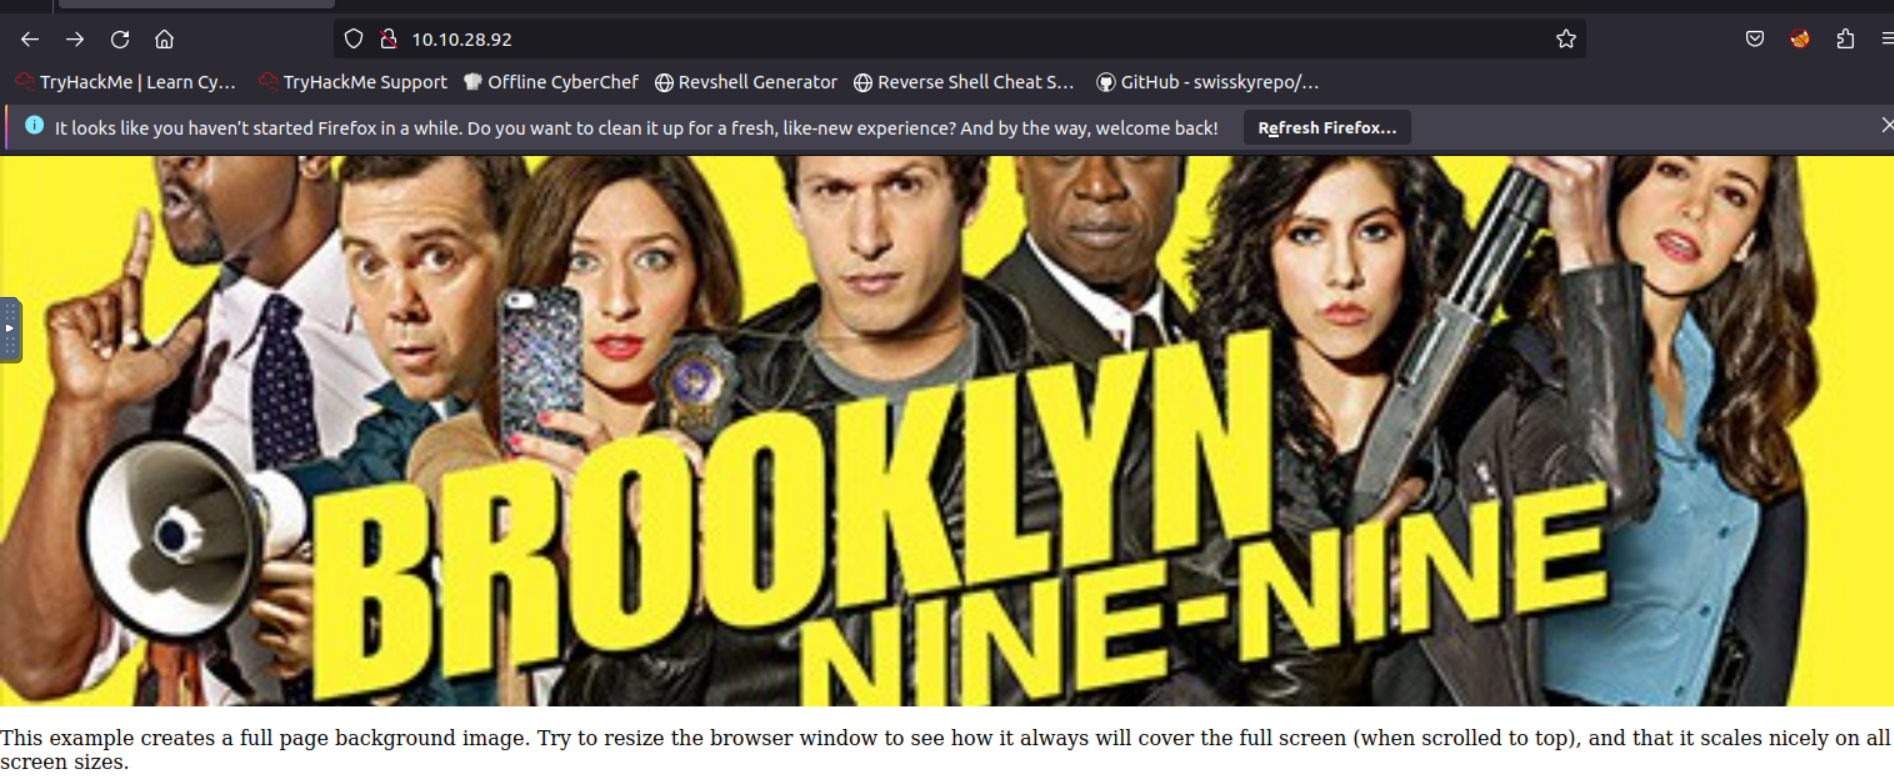 10.10.28.92
TryHackMe | Learn Cy... TryHackMe Support Offline CyberChef Revshell Generator Reverse Shell Cheat S... GitHub - swisskyrepo/...
It looks like you haven't started Firefox in a while. Do you want to clean it up for a fresh, like-new experience? And by the way, welcome back! Refresh Firefox...
BROOKLYN
NINE-NINE
This example creates a full page background image. Try to resize the browser window to see how it always will cover the full screen (when scrolled to top), and that it scales nicely on all
screen sizes.